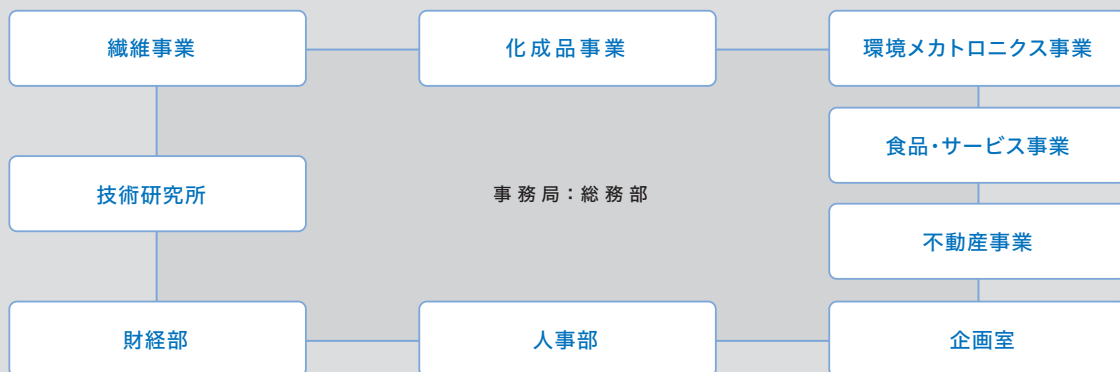 繊維事業
化成品事業
環境メカトロニクス事業
食品・サービス事業
技術研究所
事務局：総務部
不動産事業
財経部
人事部
企画室